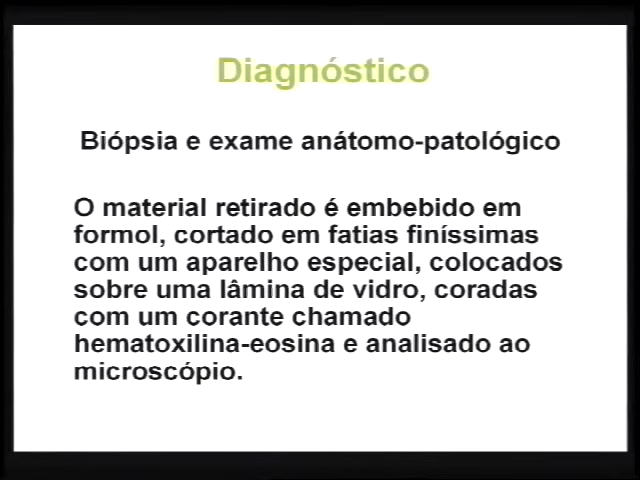 Diagnóstico
Biópsia e exame anátomo-patológico
O material retirado é embebido em
formol, cortado em fatias finíssimas
com um aparelho especial, colocados
sobre uma lâmina de vidro, coradas
com um corante chamado
hematoxilina-eosina e analisado ao
microscópio.